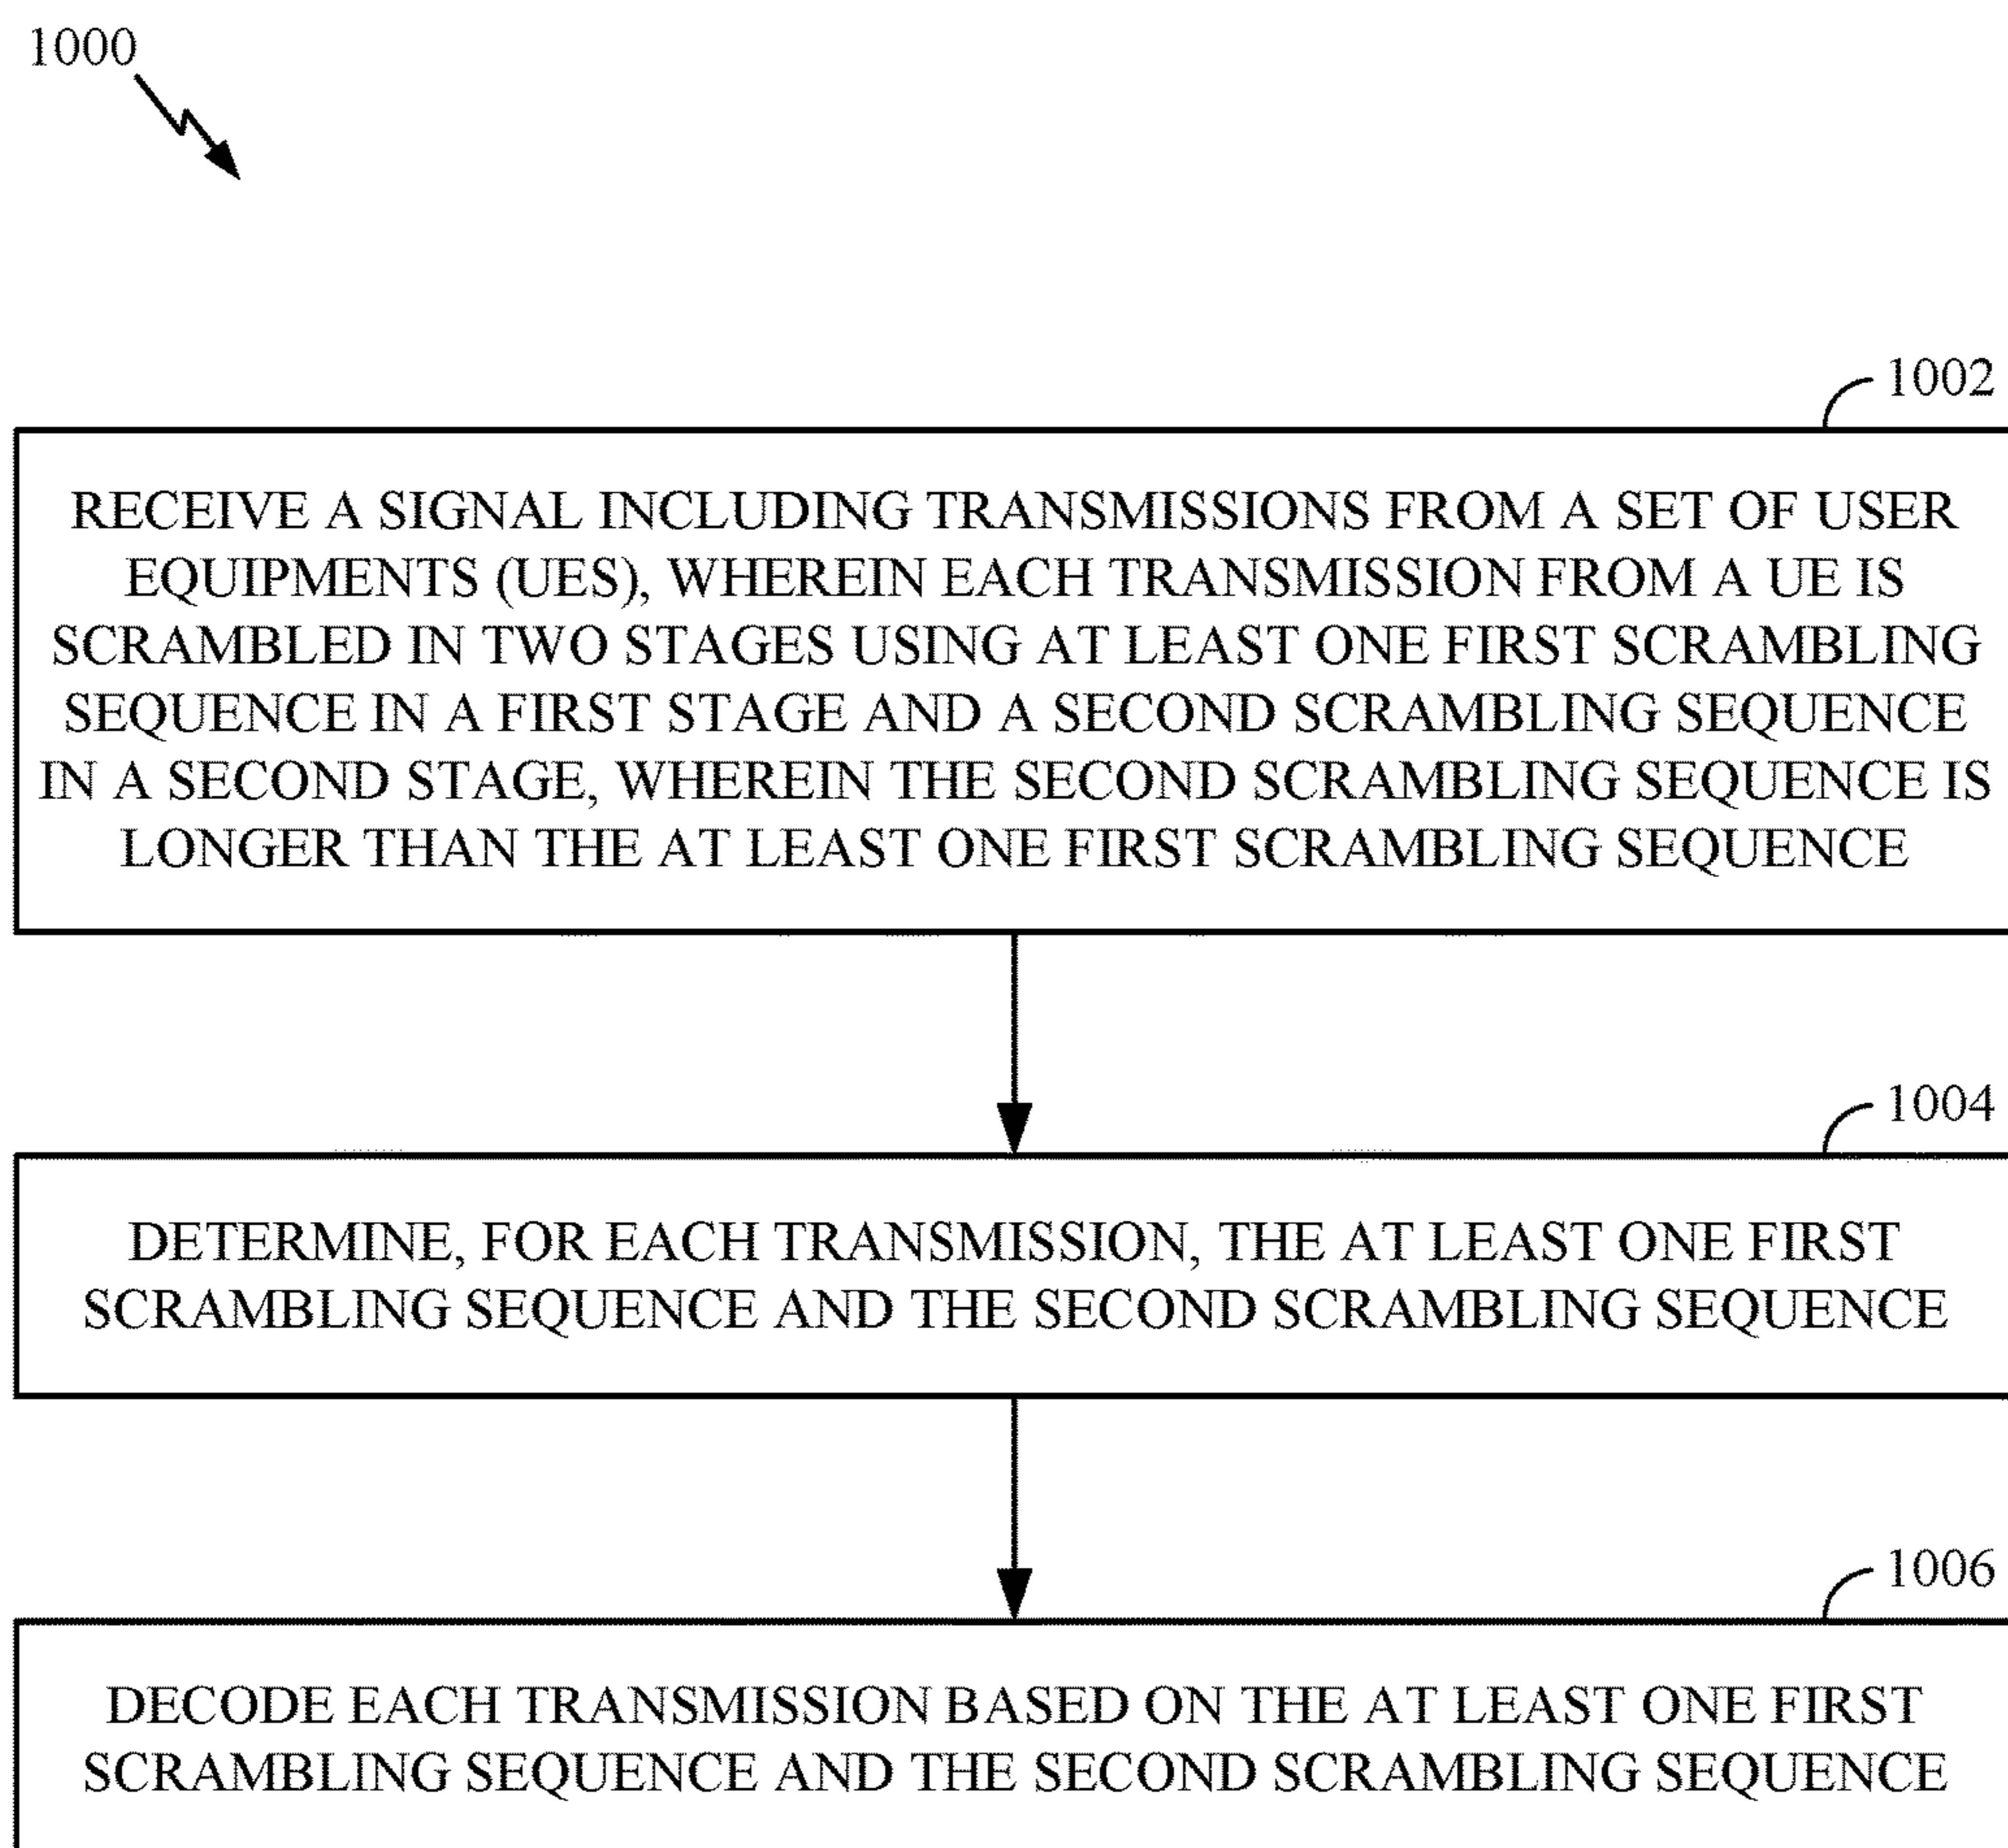 1000
1002
RECEIVE A SIGNAL INCLUDING TRANSMISSIONS FROM A SET OF USER
EQUIPMENTS (UES), WHEREIN EACH TRANSMISSION FROM A UE IS
SCRAMBLED IN TWO STAGES USING AT LEAST ONE FIRST SCRAMBLING
SEQUENCE IN A FIRST STAGE AND A SECOND SCRAMBLING SEQUENCE
IN A SECOND STAGE, WHEREIN THE SECOND SCRAMBLING SEQUENCE IS
LONGER THAN THE AT LEAST ONE FIRST SCRAMBLING SEQUENCE
1004
DETERMINE, FOR EACH TRANSMISSION, THE AT LEAST ONE FIRST
SCRAMBLING SEQUENCE AND THE SECOND SCRAMBLING SEQUENCE
1006
DECODE EACH TRANSMISSION BASED ON THE AT LEAST ONE FIRST
SCRAMBLING SEQUENCE AND THE SECOND SCRAMBLING SEQUENCE